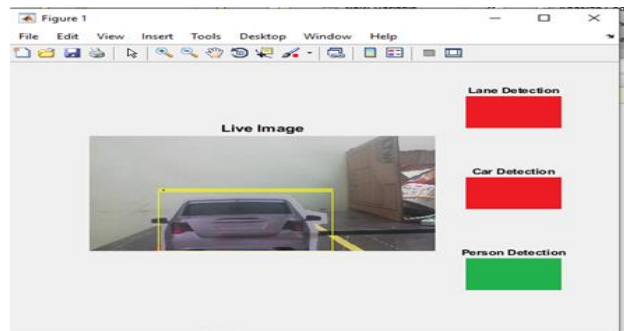 Figure 1
File Edit View Insert Tools Desktop Window Help
Lane Detection
Live Image
Car Detection
Person Detection